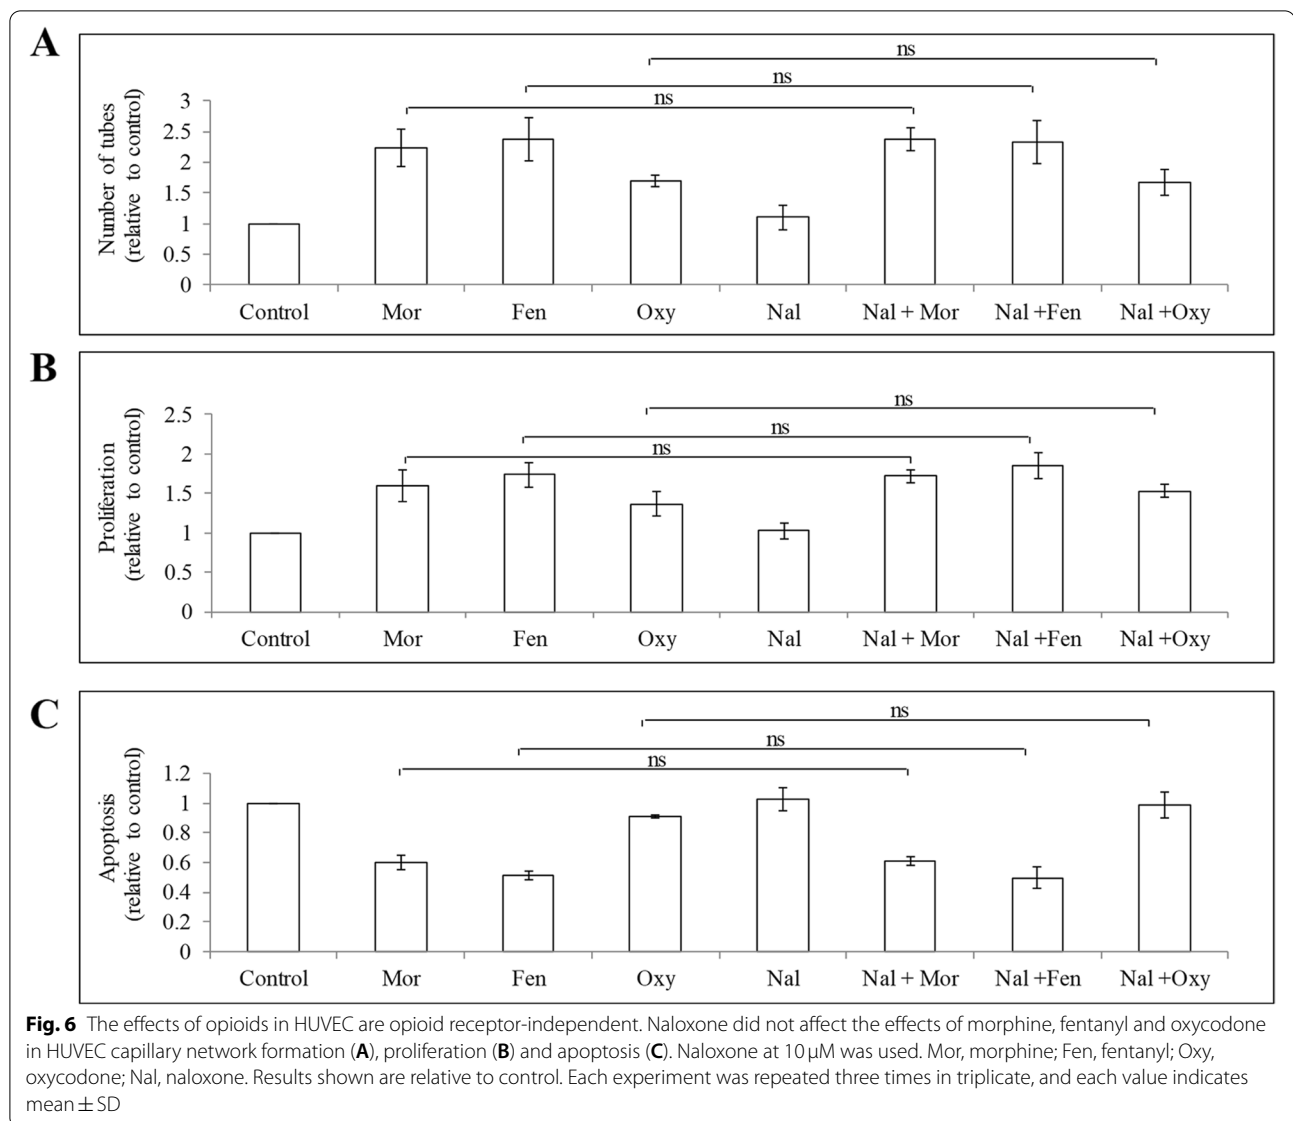 A
ns
ns
ns
Number of tubes
(relative to control)
3
2.5
2
1.5
1
0.5
0
Control Mor Fen Oxy Nal Nal + Mor Nal +Fen Nal +Oxy
B
ns
ns
ns
Proliferation
(relative to control)
2.5
2
1.5
1
0.5
0
Control Mor Fen Oxy Nal Nal + Mor Nal +Fen Nal +Oxy
C
ns
ns
ns
Apoptosis
(relative to control)
1.2
1
0.8
0.6
0.4
0.2
0
Control Mor Fen Oxy Nal Nal + Mor Nal +Fen Nal +Oxy
Fig. 6 The effects of opioids in HUVEC are opioid receptor-independent. Naloxone did not affect the effects of morphine, fentanyl and oxycodone
in HUVEC capillary network formation (A), proliferation (B) and apoptosis (C). Naloxone at 10 μM was used. Mor, morphine; Fen, fentanyl; Oxy,
oxycodone; Nal, naloxone. Results shown are relative to control. Each experiment was repeated three times in triplicate, and each value indicates
mean ± SD